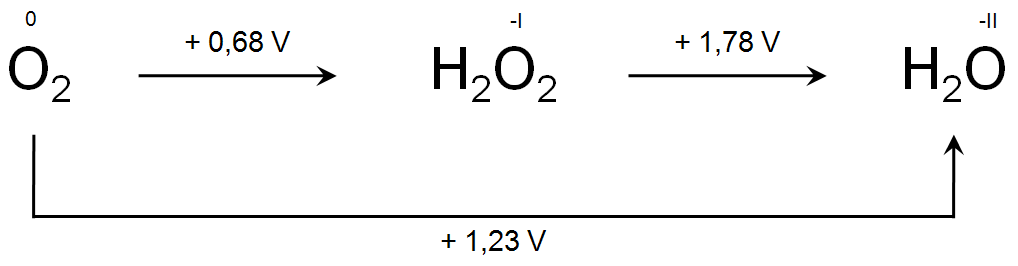 0 -I -II
+ 0,68 V + 1,78 V
O₂ H₂O₂ H₂O
+ 1,23 V